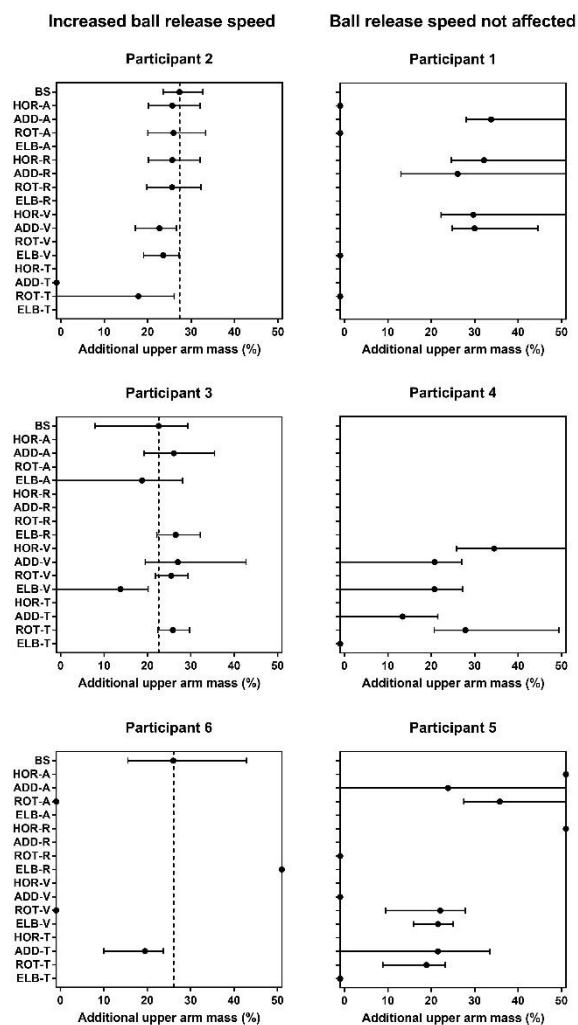 Increased ball release speed
Ball release speed not affected
Participant 2
BS
HOR-A
ADD-A
ROT-A
ELB-A
HOR-R
ADD-R
ROT-R
ELB-R
HOR-V
ADD-V
ROT-V
ELB-V
HOR-T
ADD-T
ROT-T
ELB-T
0 10 20 30 40 50
Additional upper arm mass (%)
Participant 1
0 10 20 30 40 50
Additional upper arm mass (%)
Participant 3
BS
HOR-A
ADD-A
ROT-A
ELB-A
HOR-R
ADD-R
ROT-R
ELB-R
HOR-V
ADD-V
ROT-V
ELB-V
HOR-T
ADD-T
ROT-T
ELB-T
0 10 20 30 40 50
Additional upper arm mass (%)
Participant 4
0 10 20 30 40 50
Additional upper arm mass (%)
Participant 6
BS
HOR-A
ADD-A
ROT-A
ELB-A
HOR-R
ADD-R
ROT-R
ELB-R
HOR-V
ADD-V
ROT-V
ELB-V
HOR-T
ADD-T
ROT-T
ELB-T
0 10 20 30 40 50
Additional upper arm mass (%)
Participant 5
0 10 20 30 40 50
Additional upper arm mass (%)